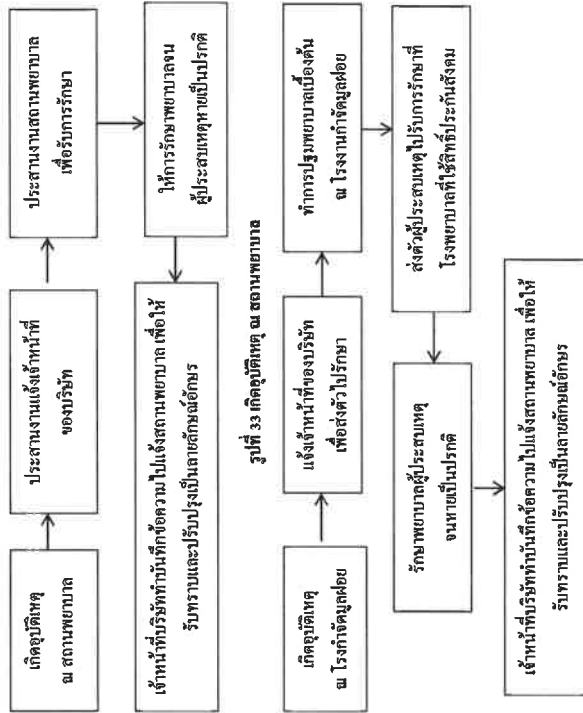 เกิดอุบัติเหตุ
ณ สถานพยาบาล
ประสานงานแจ้งเจ้าหน้าที่
ของบริษัท
ประสานงานสถานพยาบาล
เพื่อรับการรักษา
ให้การรักษาพยาบาลจน
ผู้ประสบเหตุหายเป็นปรกติ
เจ้าหน้าที่บริษัททำบันทึกข้อความไปแจ้งสถานพยาบาล เพื่อให้
รับทราบและปรับปรุงเป็นลายลักษณ์อักษร
รูปที่ 33 เกิดอุบัติเหตุ ณ สถานพยาบาล
เกิดอุบัติเหตุ
ณ โรงกำจัดมูลฝอย
แจ้งเจ้าหน้าที่ของบริษัท
เพื่อส่งตัวไปรักษา
ทำการปฐมพยาบาลเบื้องต้น
ณ โรงงานกำจัดมูลฝอย
ส่งตัวผู้ประสบเหตุไปรับการรักษาที่
โรงพยาบาลที่ใช้สิทธิ์ประกันสังคม
รักษาพยาบาลผู้ประสบเหตุ
จนหายเป็นปรกติ
เจ้าหน้าที่บริษัททำบันทึกข้อความไปแจ้งสถานพยาบาล เพื่อให้
รับทราบและปรับปรุงเป็นลายลักษณ์อักษร